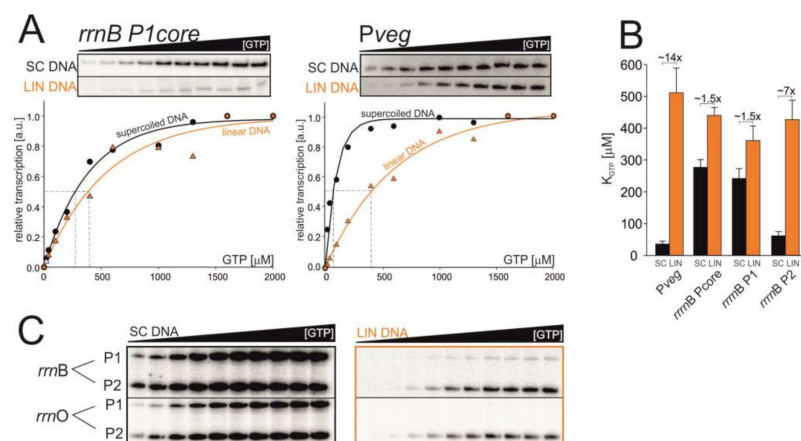 A
rrnB P1core
[GTP]
SC DNA
LIN DNA
relative transcription [a.u.]
1.0
0.8
0.6
0.4
0.2
0.0
supercoiled DNA
linear DNA
GTP [µM]
0
500
1000
1500
2000
Pveg
[GTP]
SC DNA
LIN DNA
relative transcription [a.u.]
1.0
0.8
0.6
0.4
0.2
0.0
supercoiled DNA
linear DNA
GTP [µM]
0
500
1000
1500
2000
B
KGTP [µM]
600
500
400
300
200
100
0
~14x
~1.5x
~1.5x
~7x
SC LIN
SC LIN
SC LIN
SC LIN
Pveg
rrrnB Pcore
rrrnB P1
rrrnB P2
C
SC DNA
[GTP]
LIN DNA
[GTP]
rrnB
P1
P2
rrnO
P1
P2